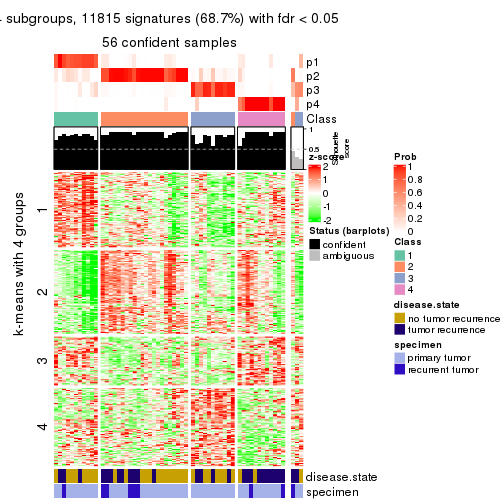 subgroups, 11815 signatures (68.7%) with fdr < 0.05
56 confident samples
p1
p2
p3
p4
Class
1
0.5
0
Silhouette
score
k-means with 4 groups
1
2
3
4
disease.state
specimen
z-score
2
1
0
-1
-2
Status (barplots)
confident
ambiguous
Prob
1
0.8
0.6
0.4
0.2
0
Class
1
2
3
4
disease.state
no tumor recurrence
tumor recurrence
specimen
primary tumor
recurrent tumor